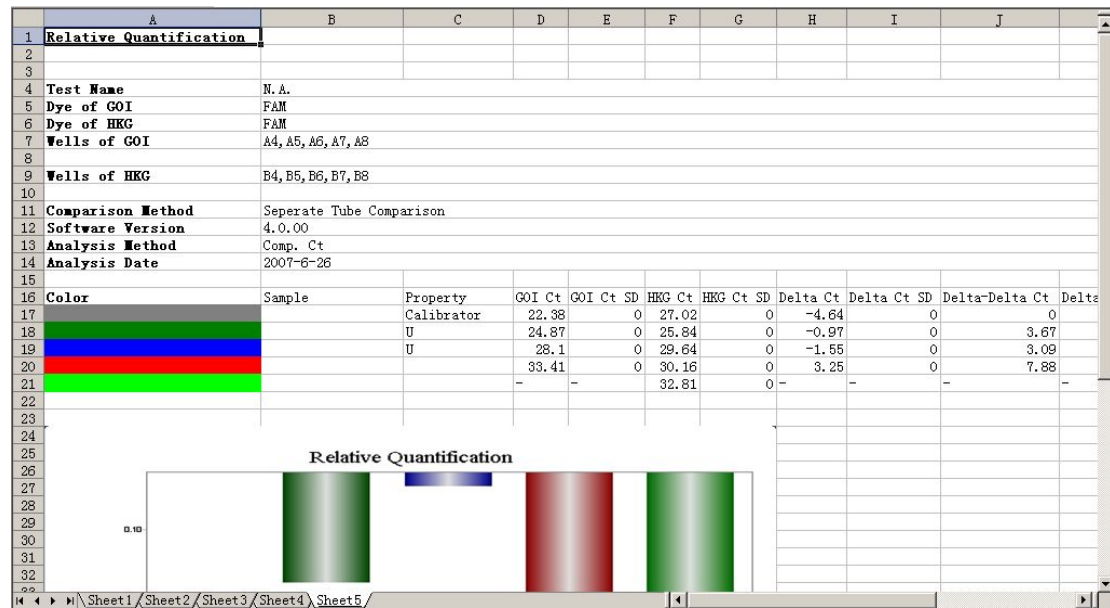 A B C D E F G H I J
1 Relative Quantification
2
3
4 Test Name N.A.
5 Dye of GOI FAM
6 Dye of HKG FAM
7 Wells of GOI A4,A5,A6,A7,A8
8
9 Wells of HKG B4,B5,B6,B7,B8
10
11 Comparison Method Seperate Tube Comparison
12 Software Version 4.0.00
13 Analysis Method Comp. Ct
14 Analysis Date 2007-6-26
15
16 Color Sample Property GOI Ct GOI Ct SD HKG Ct HKG Ct SD Delta Ct Delta Ct SD Delta-Delta Ct Delta
17 Calibrator 22.38 0 27.02 0 -4.64 0 0
18 U 24.87 0 25.84 0 -0.97 0 3.67
19 U 28.1 0 29.64 0 -1.55 0 3.09
20 33.41 0 30.16 0 3.25 0 7.88
21 - - 32.81 0 - - - -
22
23
24
25 Relative Quantification
26
27
28
29 0.10
30
31
32
Sheet1 Sheet2 Sheet3 Sheet4 Sheet5